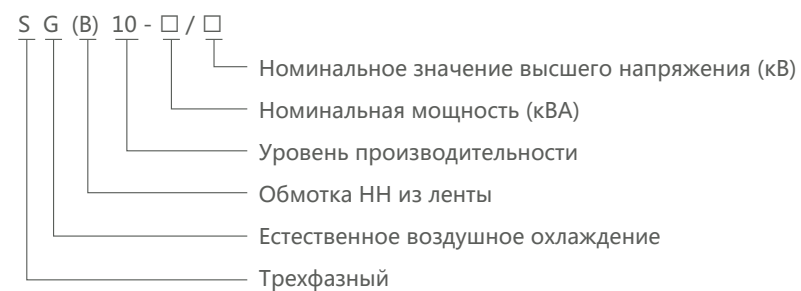 S G (B) 10 - □ / □
Номинальное значение высшего напряжения (кВ)
Номинальная мощность (кВА)
Уровень производительности
Обмотка НН из ленты
Естественное воздушное охлаждение
Трехфазный